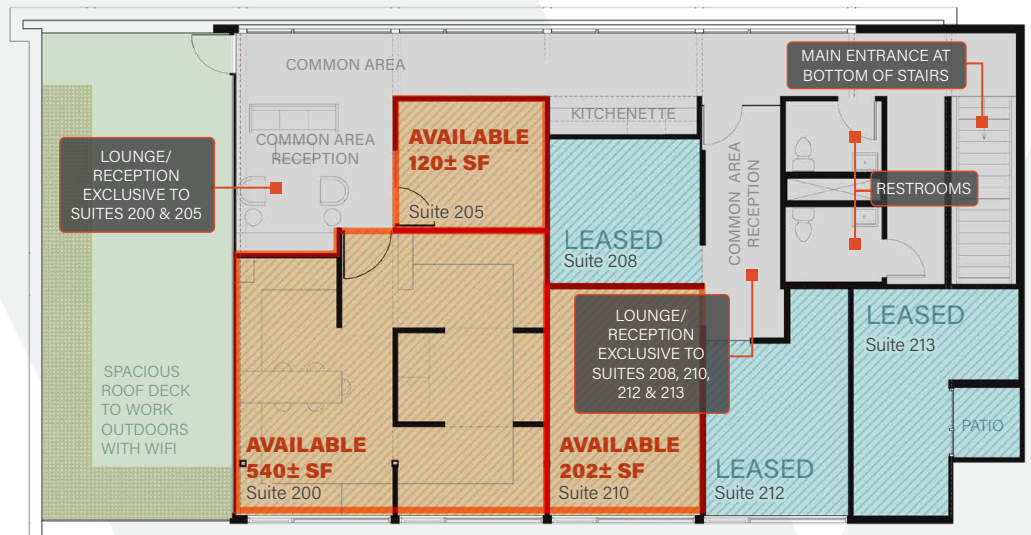 COMMON AREA
MAIN ENTRANCE AT
BOTTOM OF STAIRS
KITCHENETTE
COMMON AREA
RECEPTION
AVAILABLE
120± SF
Suite 205
LOUNGE/
RECEPTION
EXCLUSIVE TO
SUITES 200 & 205
COMMON AREA
RECEPTION
RESTROOMS
LEASED
Suite 208
LOUNGE/
RECEPTION
EXCLUSIVE TO
SUITES 208, 210,
212 & 213
LEASED
Suite 213
SPACIOUS
ROOF DECK
TO WORK
OUTDOORS
WITH WIFI
AVAILABLE
540± SF
Suite 200
AVAILABLE
202± SF
Suite 210
LEASED
Suite 212
PATIO